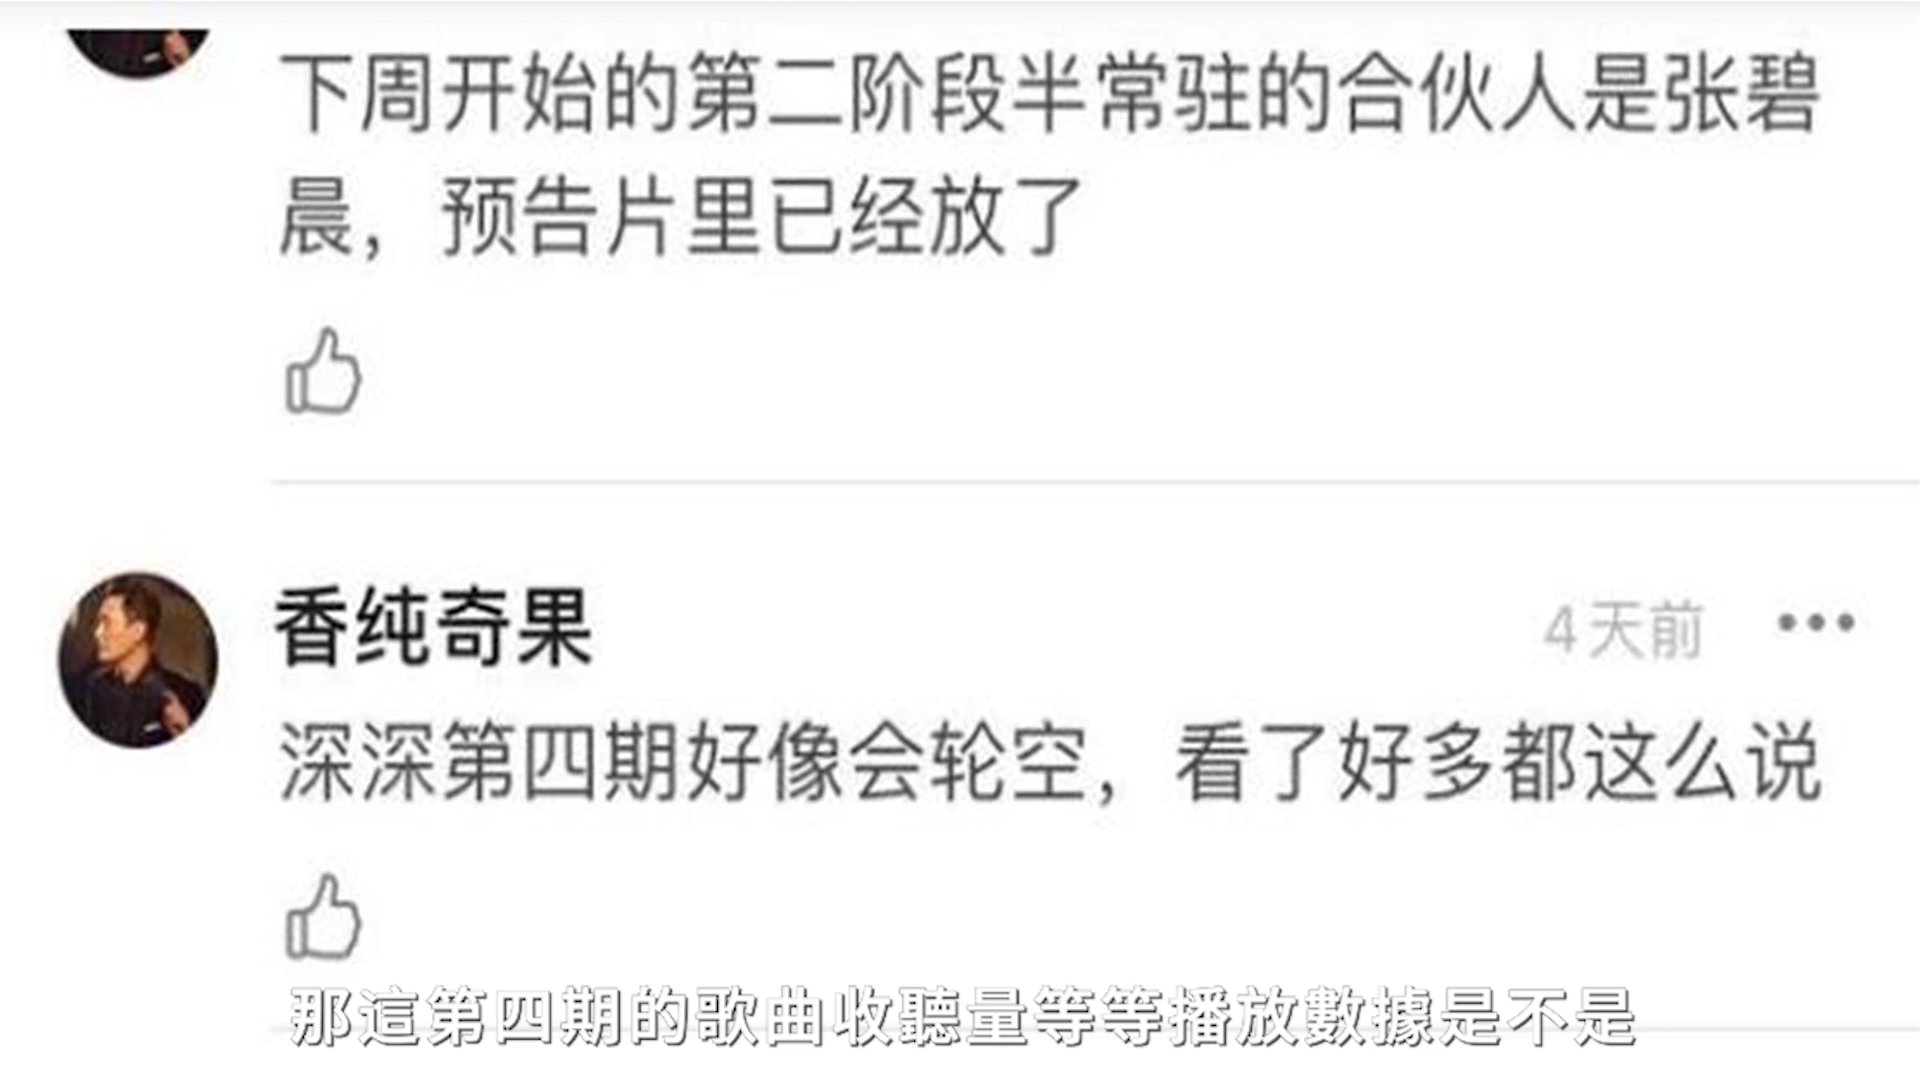 下周开始的第二阶段半常驻的合伙人是张碧
晨，预告片里已经放了
香纯奇果
4天前
深深第四期好像会轮空，看了好多都这么说
那這第四期的歌曲收聽量等等播放數據是不是